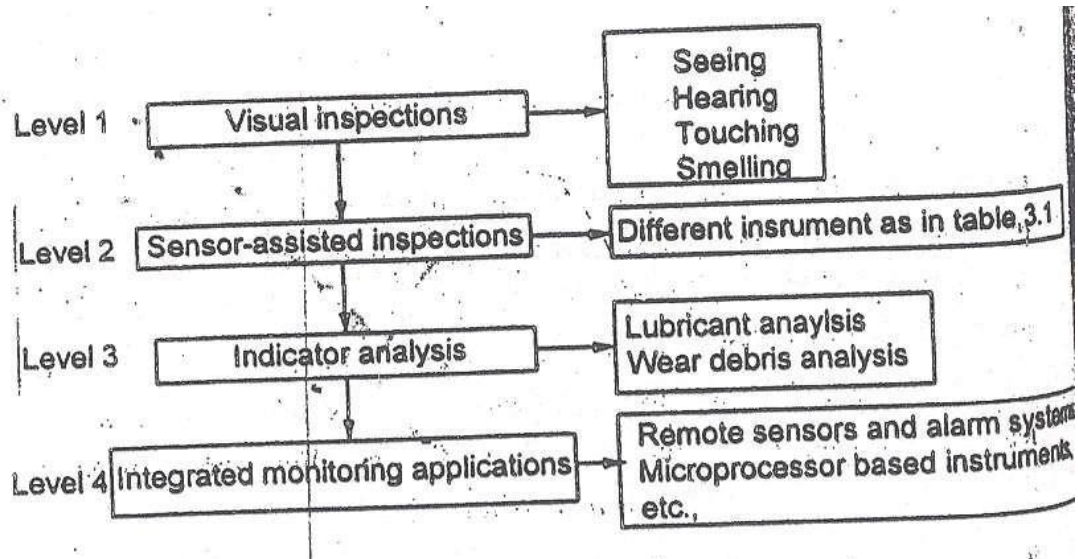 Level 1
Visual inspections
Seeing
Hearing
Touching
Smelling
Level 2
Sensor-assisted inspections
Different insrument as in table, 3.1
Level 3
Indicator analysis
Lubricant anaylsis
Wear debris analysis
Level 4
Integrated monitoring applications
Remote sensors and alarm systems
Microprocessor based instruments,
etc.,